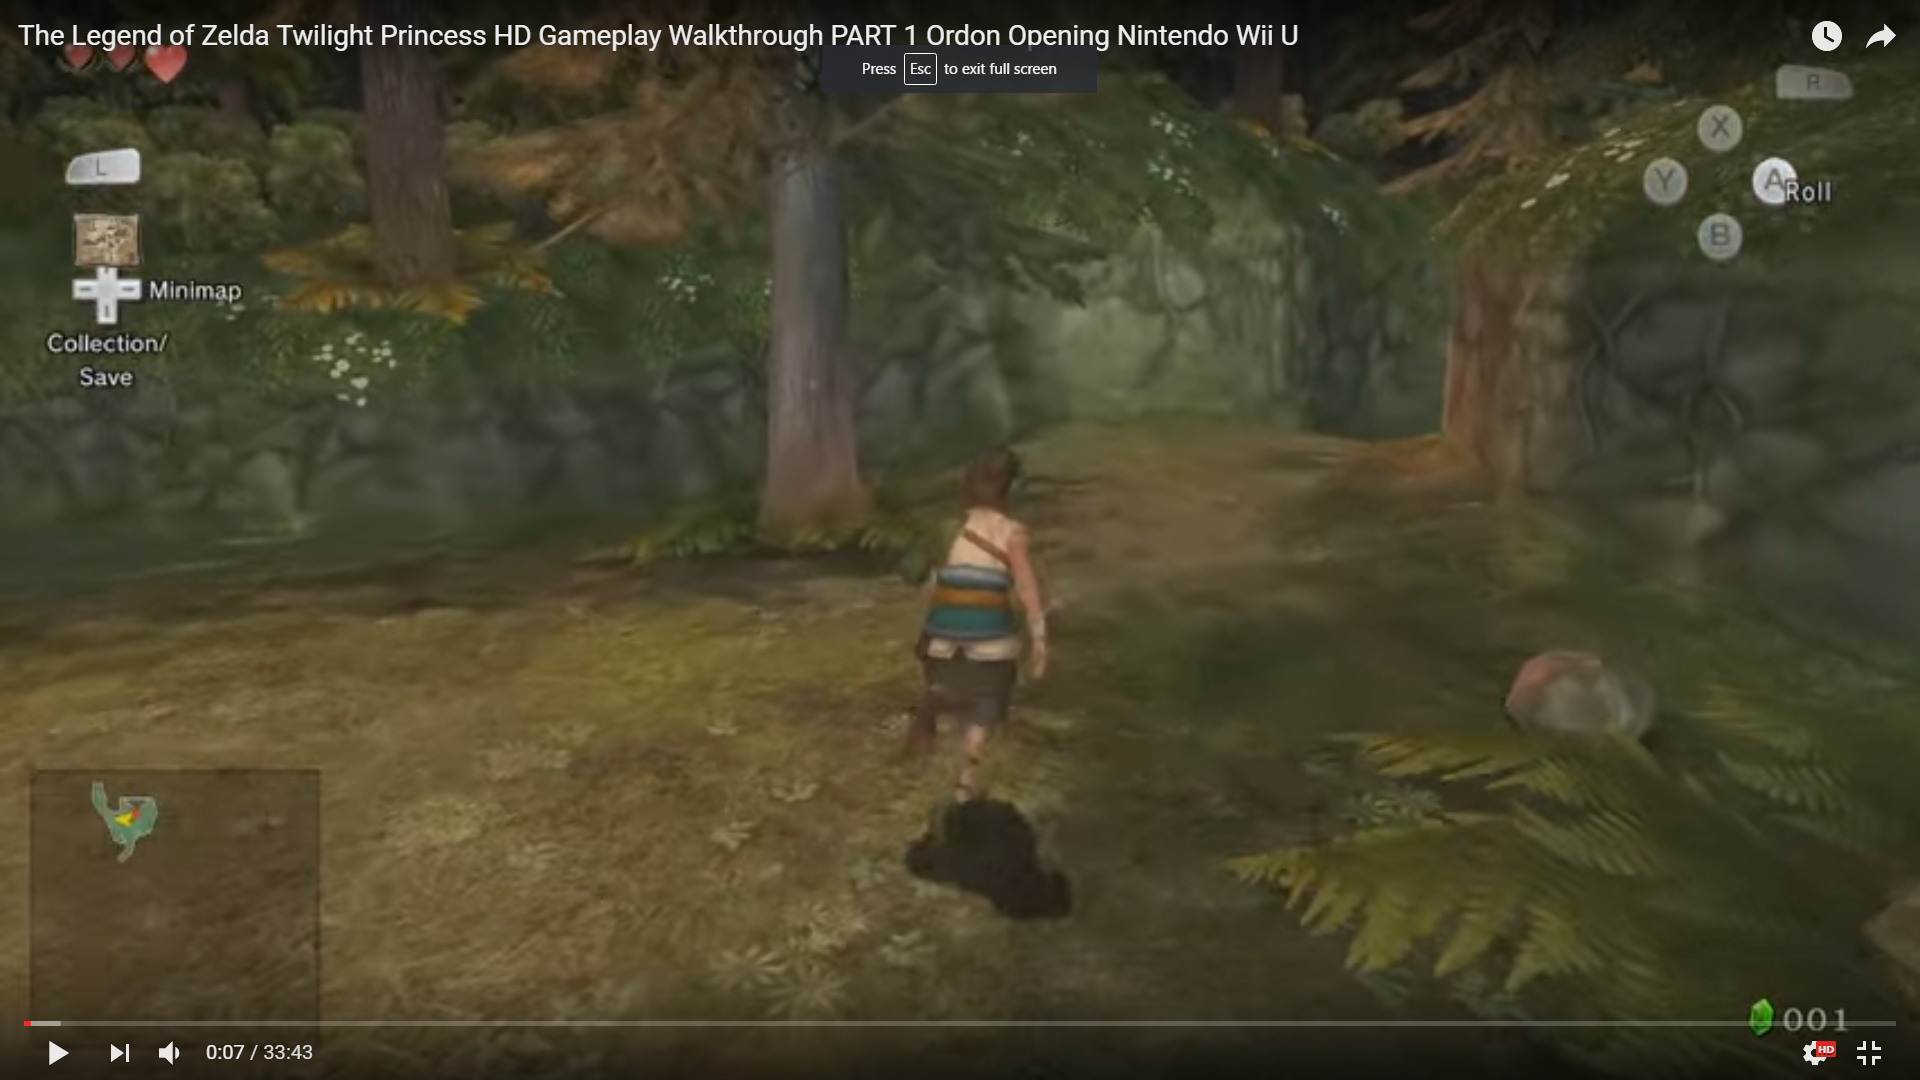 The Legend of Zelda Twilight Princess HD Gameplay Walkthrough PART 1 Ordon Opening Nintendo Wii U
Press Esc to exit full screen
R
X
L
Y
A
Roll
B
Minimap
Collection/
Save
001
0:07 / 33:43
HD